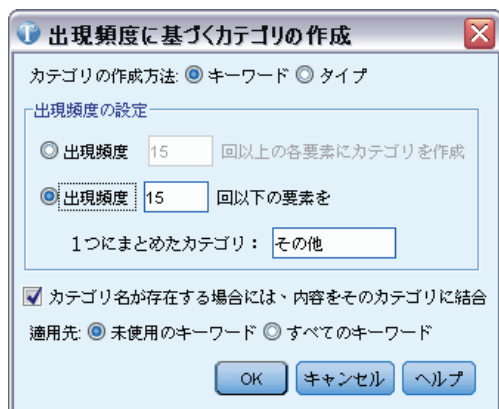 出現頻度に基づくカテゴリの作成
カテゴリの作成方法: キーワード タイプ
出現頻度の設定
出現頻度 15 回以上の各要素にカテゴリを作成
出現頻度 15 回以下の要素を
1つにまとめたカテゴリ： その他
カテゴリ名が存在する場合には、内容をそのカテゴリに結合
適用先: 未使用のキーワード すべてのキーワード
OK キャンセル ヘルプ